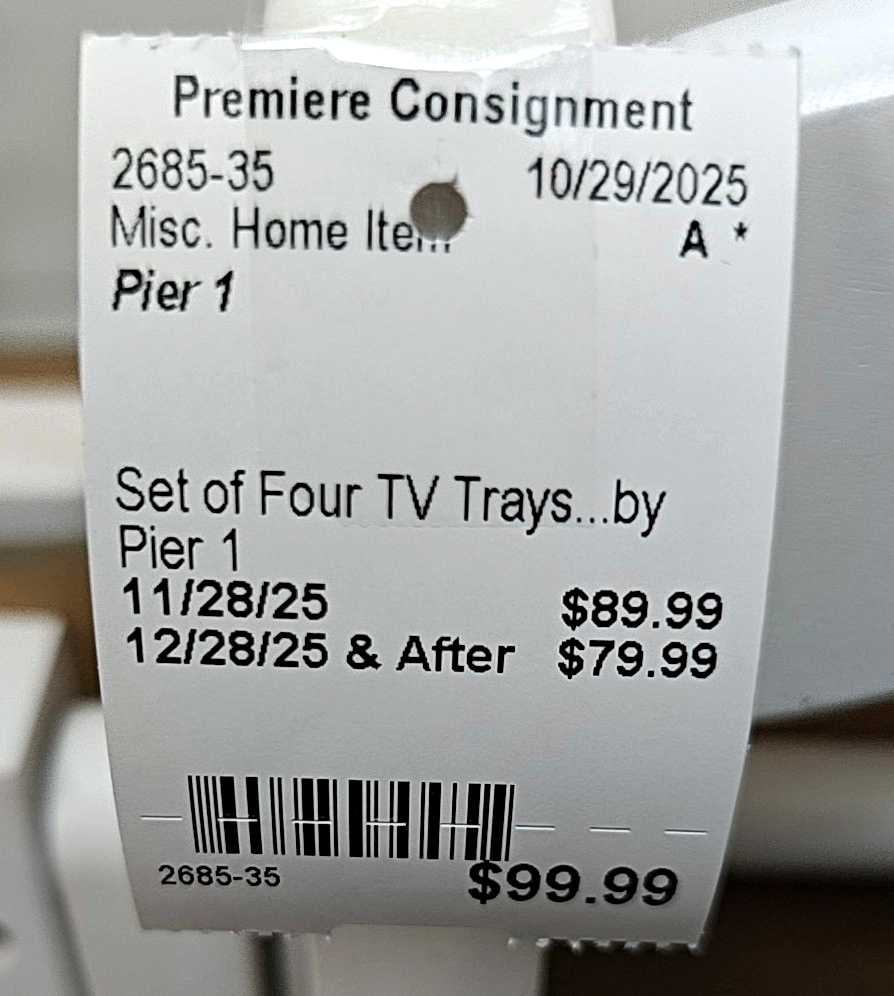 Premiere Consignment
2685-35 10/29/2025
Misc. Home Item A *
Pier 1
Set of Four TV Trays...by
Pier 1
11/28/25 $89.99
12/28/25 & After $79.99
2685-35 $99.99